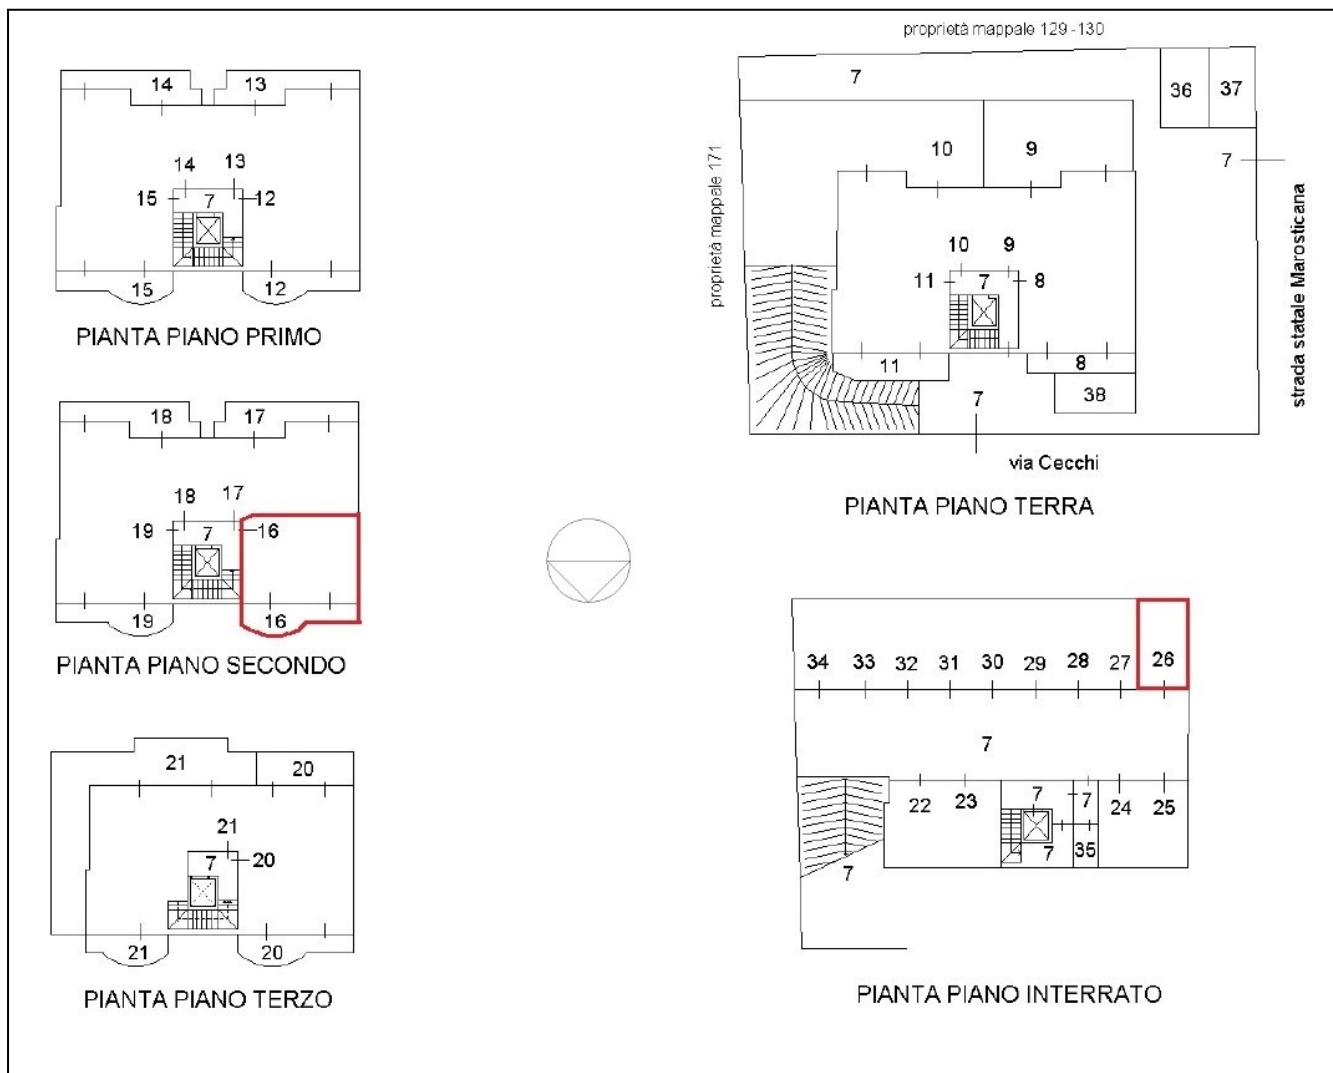 14 13
14 13
15 7 12
15 12
PIANTA PIANO PRIMO
18 17
18 17
19 7 16
19 16
PIANTA PIANO SECONDO
21 20
21
7 20
21 20
PIANTA PIANO TERZO
proprietà mappale 129-130
7 36 37
proprietà mappale 171
10 9
7
strada statale Marosticana
10 9
11 7 8
11 8
7 38
via Cecchi
PIANTA PIANO TERRA
34 33 32 31 30 29 28 27 26
7
22 23 7 7 24 25
7 7 35
PIANTA PIANO INTERRATO